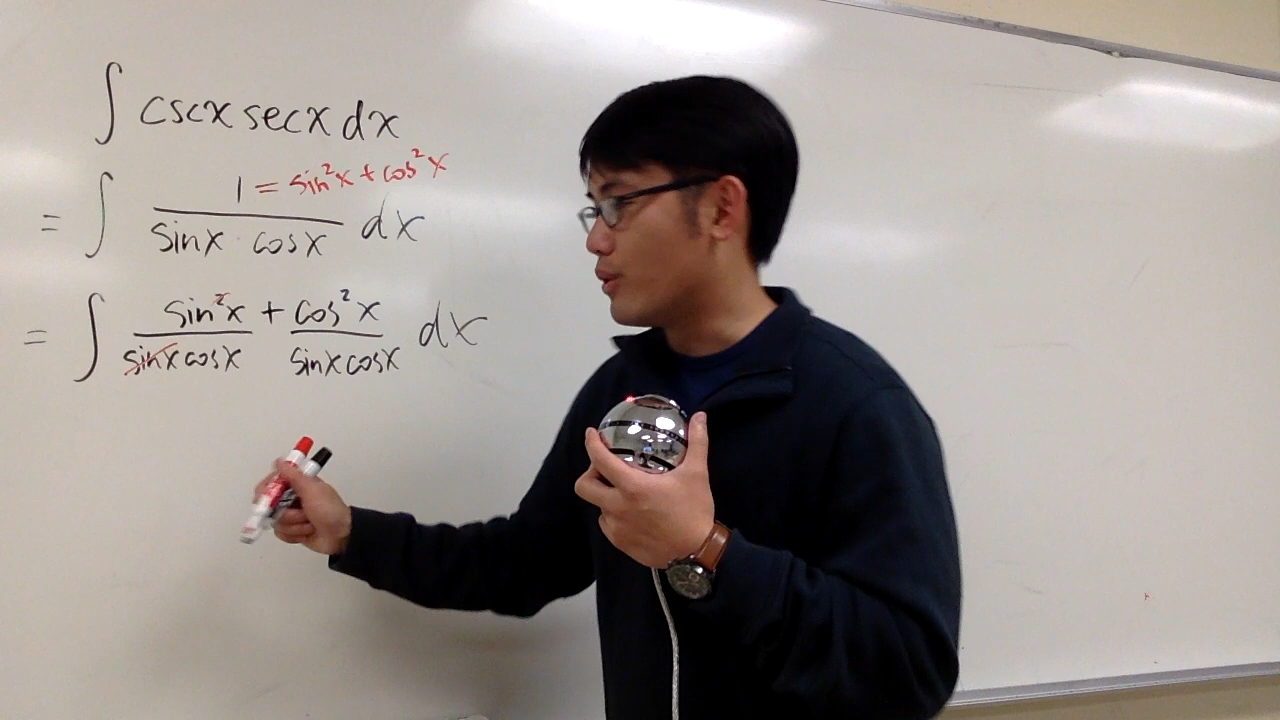 ∫ cscx secx dx
= ∫ 1 = sin²x + cos²x / sinx · cosx dx
= ∫ sin²x / sinx cosx + cos²x / sinx cosx dx